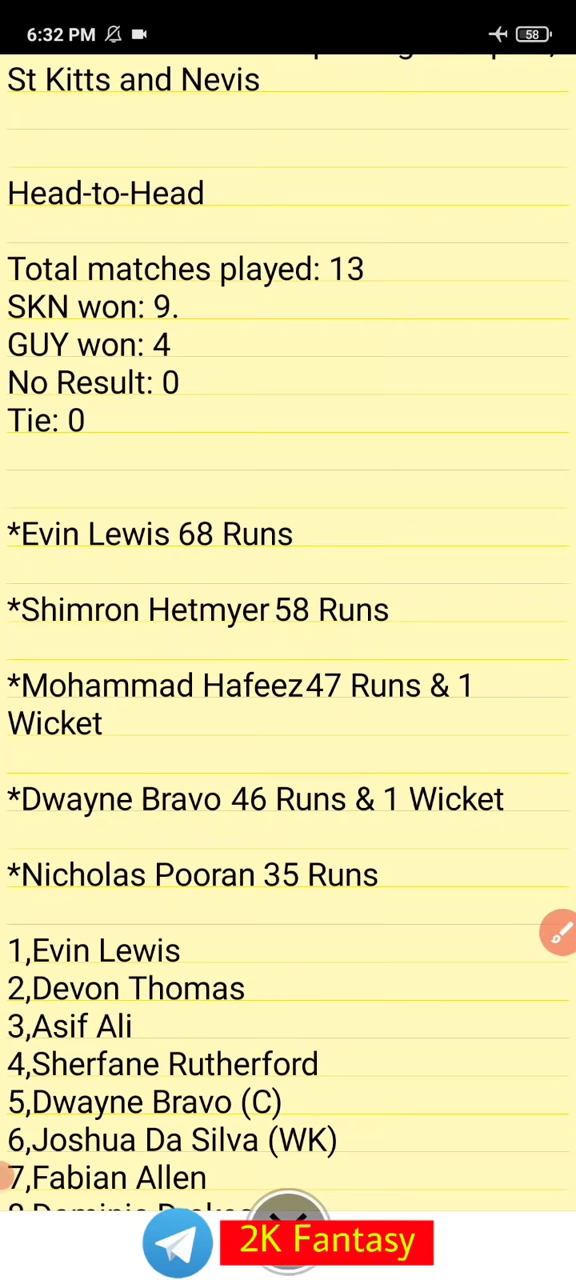 6:32 PM
58
St Kitts and Nevis
Head-to-Head
Total matches played: 13
SKN won: 9.
GUY won: 4
No Result: 0
Tie: 0
*Evin Lewis 68 Runs
*Shimron Hetmyer 58 Runs
*Mohammad Hafeez 47 Runs & 1
Wicket
*Dwayne Bravo 46 Runs & 1 Wicket
*Nicholas Pooran 35 Runs
1,Evin Lewis
2,Devon Thomas
3,Asif Ali
4,Sherfane Rutherford
5,Dwayne Bravo (C)
6,Joshua Da Silva (WK)
7,Fabian Allen
2K Fantasy